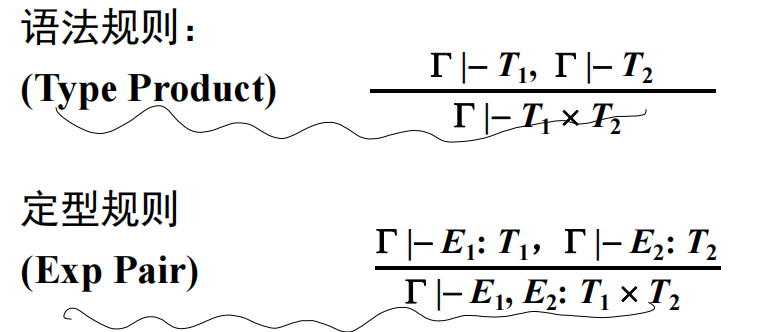 语法规则:
(Type Product) Γ |– T₁, Γ |– T₂
Γ |– T₁ × T₂
定型规则
(Exp Pair) Γ |– E₁: T₁，Γ |– E₂: T₂
Γ |– E₁, E₂: T₁ × T₂